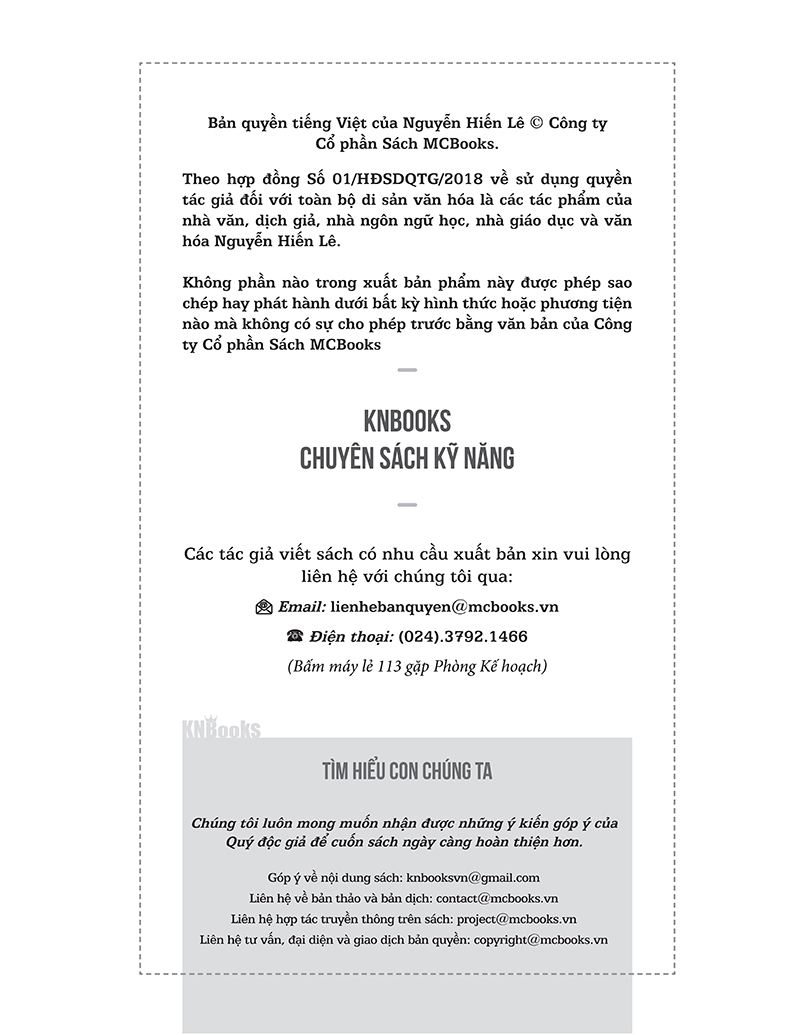 Bản quyền tiếng Việt của Nguyễn Hiến Lê © Công ty
Cổ phần Sách MCBooks.
Theo hợp đồng Số 01/HĐSDQTG/2018 về sử dụng quyền
tác giả đối với toàn bộ di sản văn hóa là các tác phẩm của
nhà văn, dịch giả, nhà ngôn ngữ học, nhà giáo dục và văn
hóa Nguyễn Hiến Lê.
Không phần nào trong xuất bản phẩm này được phép sao
chép hay phát hành dưới bất kỳ hình thức hoặc phương tiện
nào mà không có sự cho phép trước bằng văn bản của Công
ty Cổ phần Sách MCBooks
KNBOOKS
CHUYÊN SÁCH KỸ NĂNG
Các tác giả viết sách có nhu cầu xuất bản xin vui lòng
liên hệ với chúng tôi qua:
Email: lienhebanquyen@mcbooks.vn
Điện thoại: (024).3792.1466
(Bấm máy lẻ 113 gặp Phòng Kế hoạch)
KNBooks
TÌM HIỂU CON CHÚNG TA
Chúng tôi luôn mong muốn nhận được những ý kiến góp ý của
Quý độc giả để cuốn sách ngày càng hoàn thiện hơn.
Góp ý về nội dung sách: knbooksvn@gmail.com
Liên hệ về bản thảo và bản dịch: contact@mcbooks.vn
Liên hệ hợp tác truyền thông trên sách: project@mcbooks.vn
Liên hệ tư vấn, đại diện và giao dịch bản quyền: copyright@mcbooks.vn